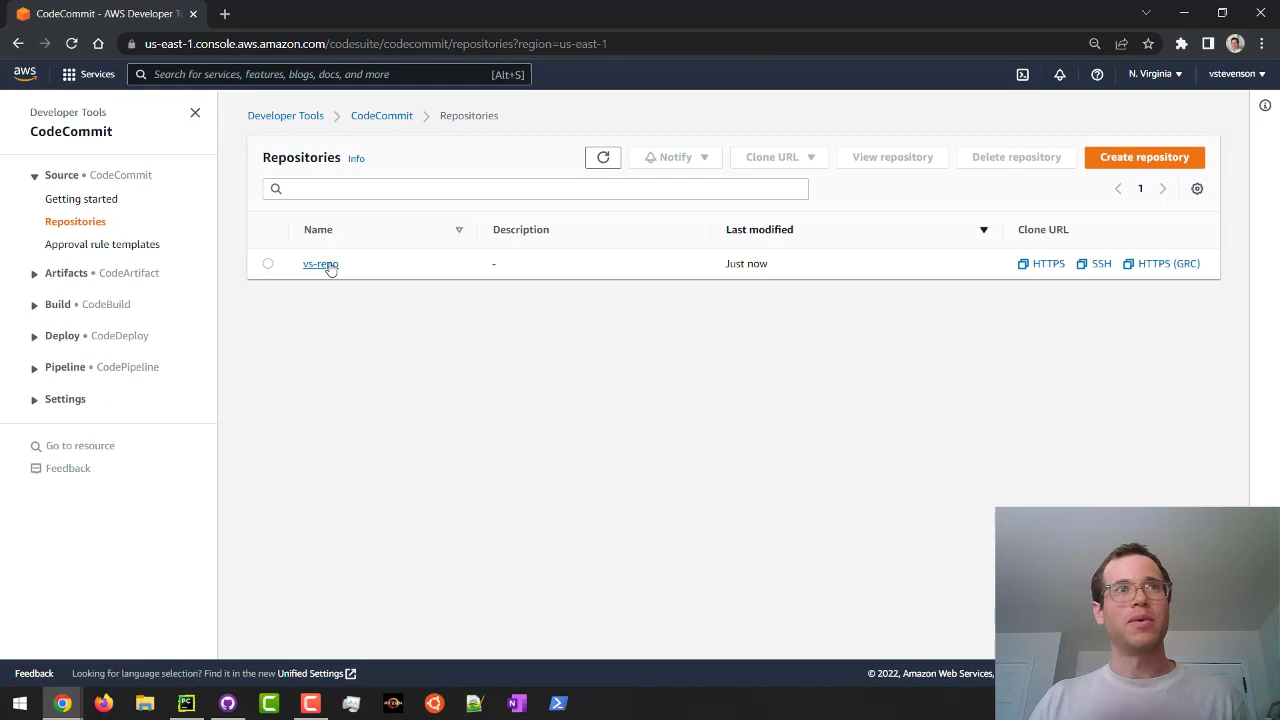 CodeCommit - AWS Developer T
us-east-1.console.aws.amazon.com/codesuite/codecommit/repositories?region=us-east-1
aws Services Search for services, features, blogs, docs, and more [Alt+S] N. Virginia vstevenson
Developer Tools
CodeCommit
Source • CodeCommit
Getting started
Repositories
Approval rule templates
Artifacts • CodeArtifact
Build • CodeBuild
Deploy • CodeDeploy
Pipeline • CodePipeline
Settings
Go to resource
Feedback
Developer Tools CodeCommit Repositories
Repositories Info Notify Clone URL View repository Delete repository Create repository
1
Name Description Last modified Clone URL
vs-repo - Just now HTTPS SSH HTTPS (GRC)
Feedback Looking for language selection? Find it in the new Unified Settings © 2022, Amazon Web Services,
PC
RYZEN
N